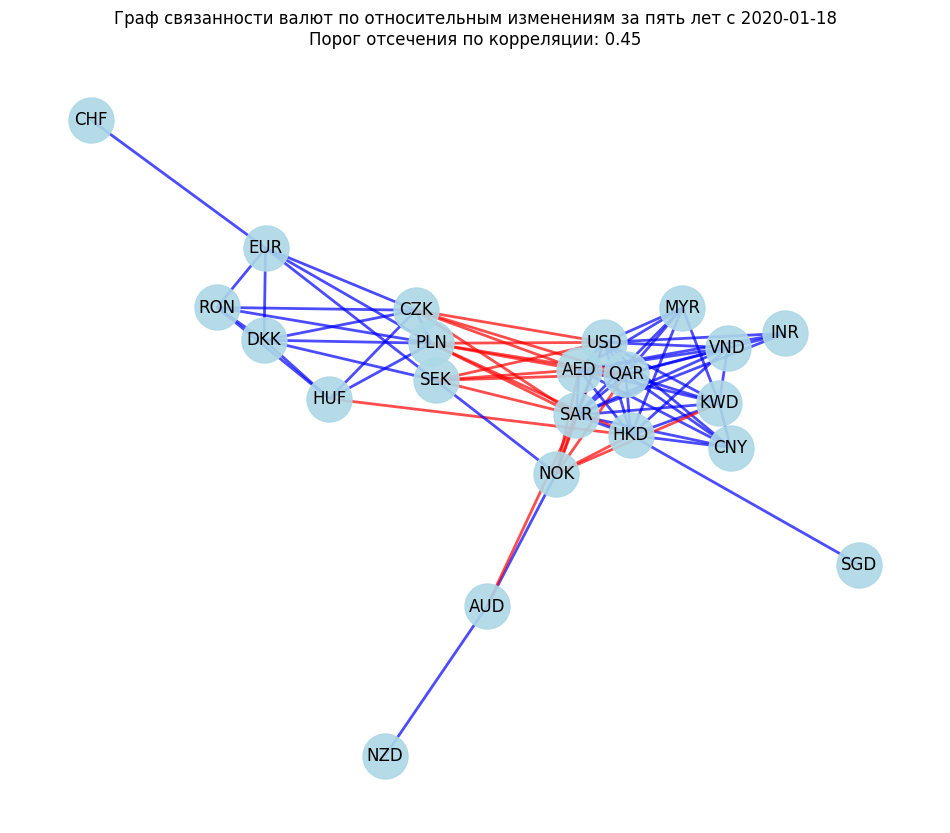 Граф связанности валют по относительным изменениям за пять лет с 2020-01-18
Порог отсечения по корреляции: 0.45
CHF
EUR
RON
CZK
MYR
DKK
PLN
USD
VND
INR
SEK
AED
QAR
HUF
KWD
SAR
HKD
CNY
NOK
SGD
AUD
NZD